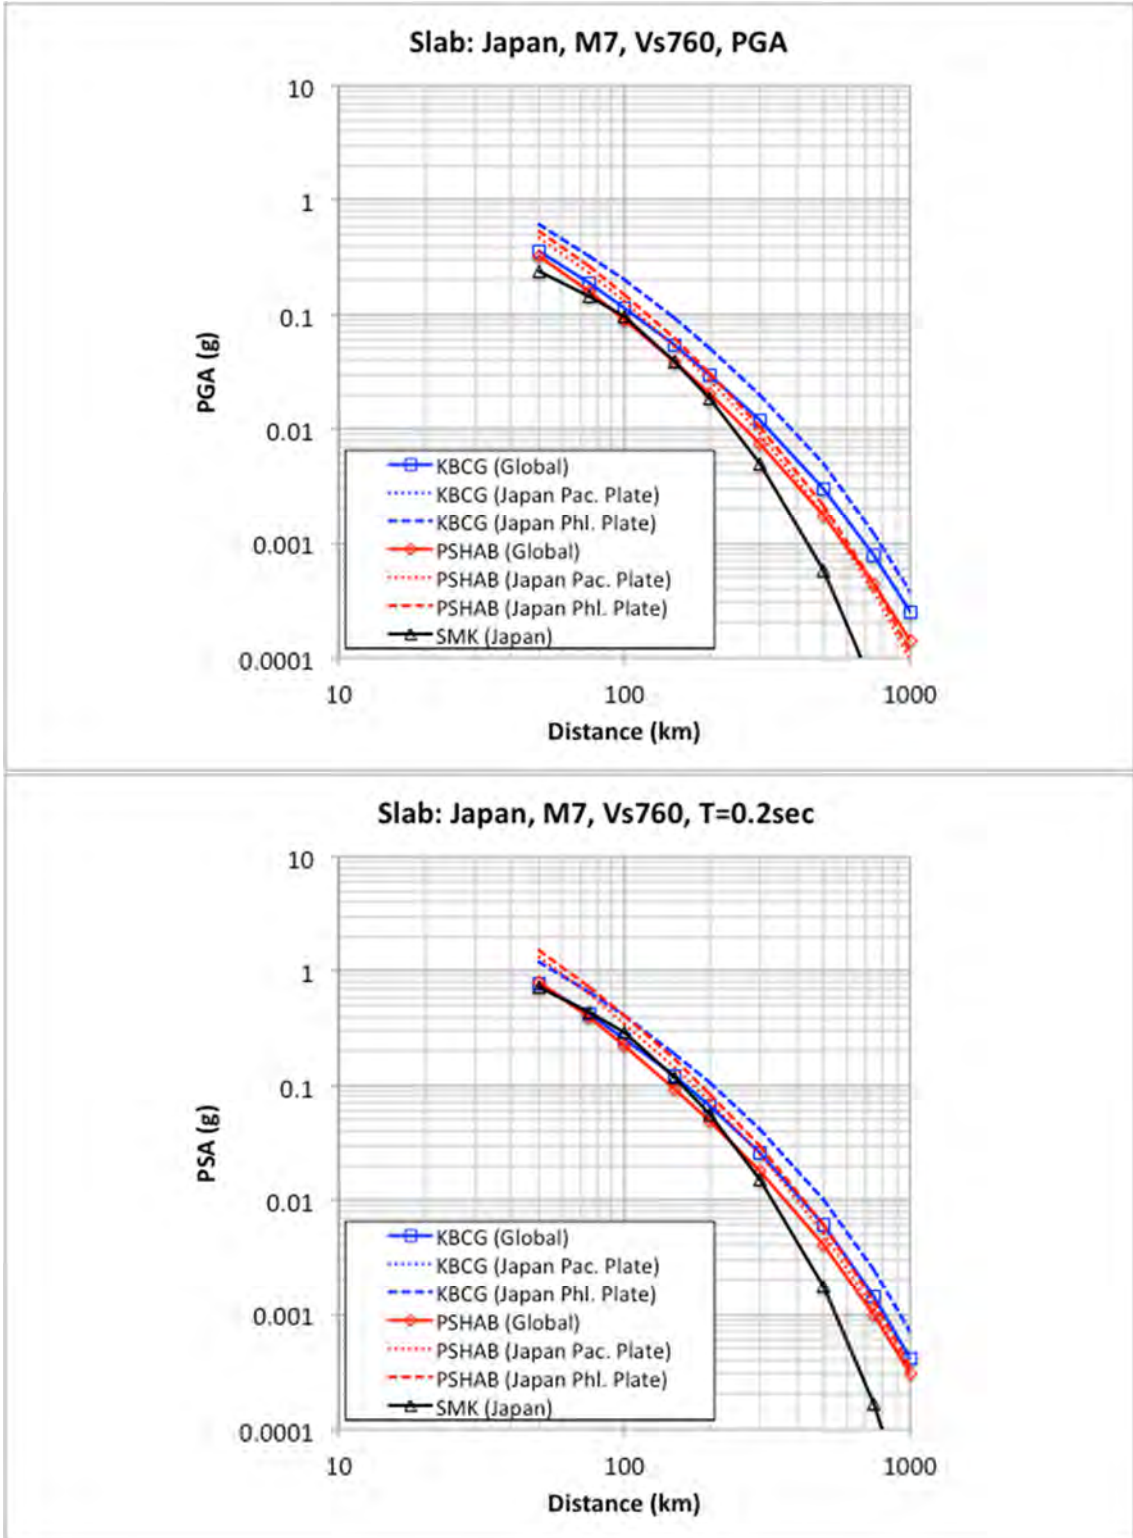 Slab: Japan, M7, Vs760, PGA
10
1
0.1
0.01
0.001
0.0001
PGA (g)
KBCG (Global)
KBCG (Japan Pac. Plate)
KBCG (Japan Phl. Plate)
PSHAB (Global)
PSHAB (Japan Pac. Plate)
PSHAB (Japan Phl. Plate)
SMK (Japan)
10 100 1000
Distance (km)
Slab: Japan, M7, Vs760, T=0.2sec
10
1
0.1
0.01
0.001
0.0001
PSA (g)
KBCG (Global)
KBCG (Japan Pac. Plate)
KBCG (Japan Phl. Plate)
PSHAB (Global)
PSHAB (Japan Pac. Plate)
PSHAB (Japan Phl. Plate)
SMK (Japan)
10 100 1000
Distance (km)